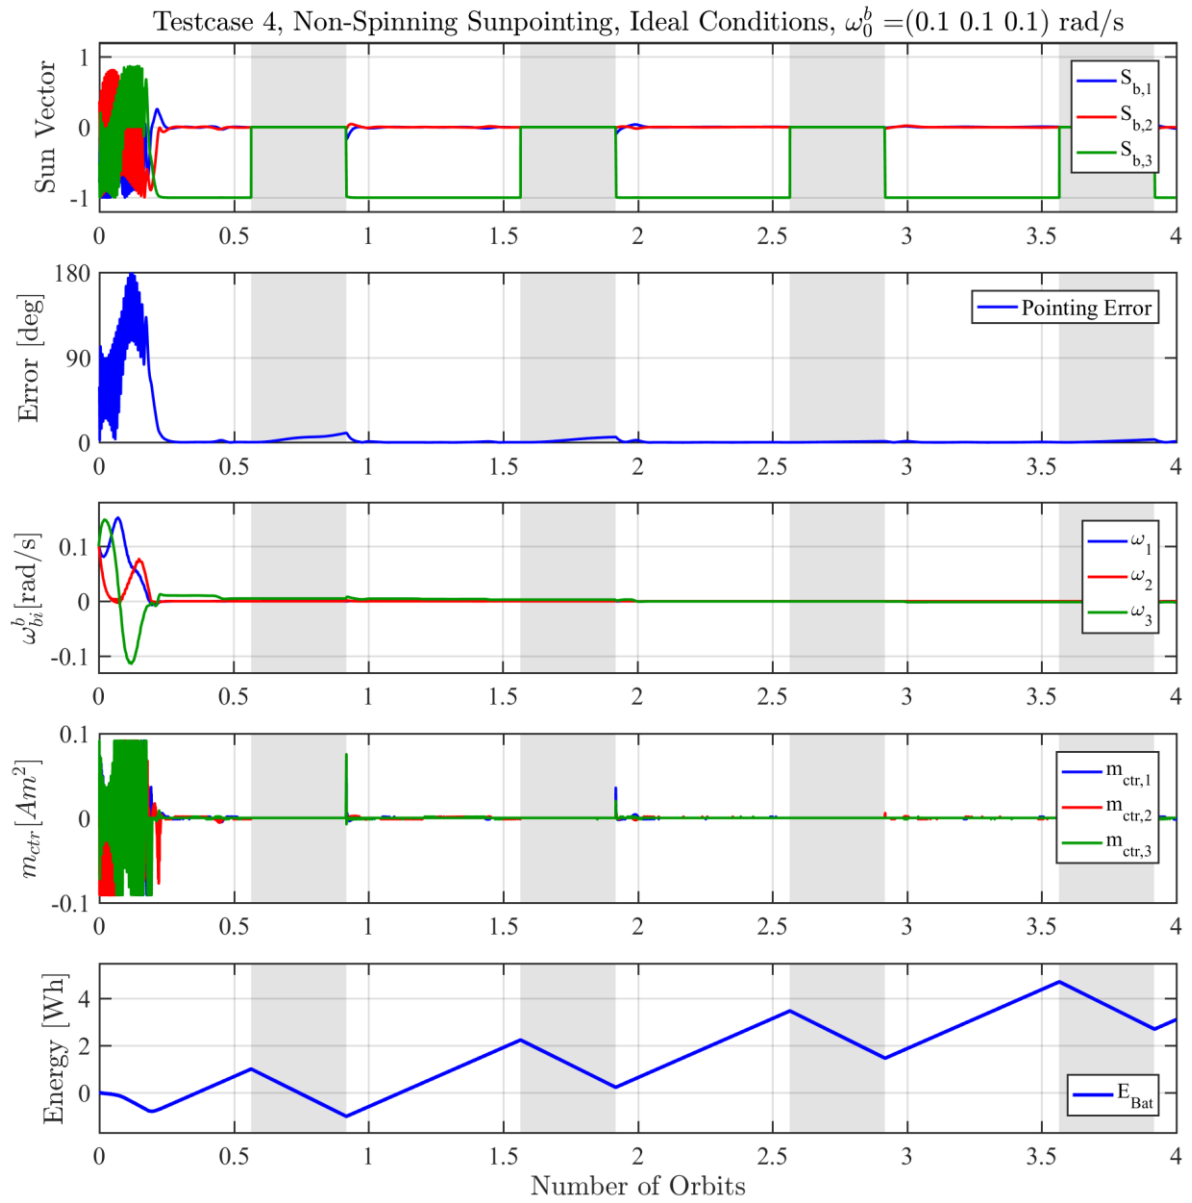 Testcase 4, Non-Spinning Sunpointing, Ideal Conditions, ω₀ᵇ =(0.1 0.1 0.1) rad/s
Sun Vector
1
0
-1
S_b,1
S_b,2
S_b,3
0 0.5 1 1.5 2 2.5 3 3.5 4
Error [deg]
180
90
0
Pointing Error
0 0.5 1 1.5 2 2.5 3 3.5 4
ω_bi^b [rad/s]
0.1
0
-0.1
ω_1
ω_2
ω_3
0 0.5 1 1.5 2 2.5 3 3.5 4
m_ctr [Am²]
0.1
0
-0.1
m_ctr,1
m_ctr,2
m_ctr,3
0 0.5 1 1.5 2 2.5 3 3.5 4
Energy [Wh]
4
2
0
E_Bat
0 0.5 1 1.5 2 2.5 3 3.5 4
Number of Orbits